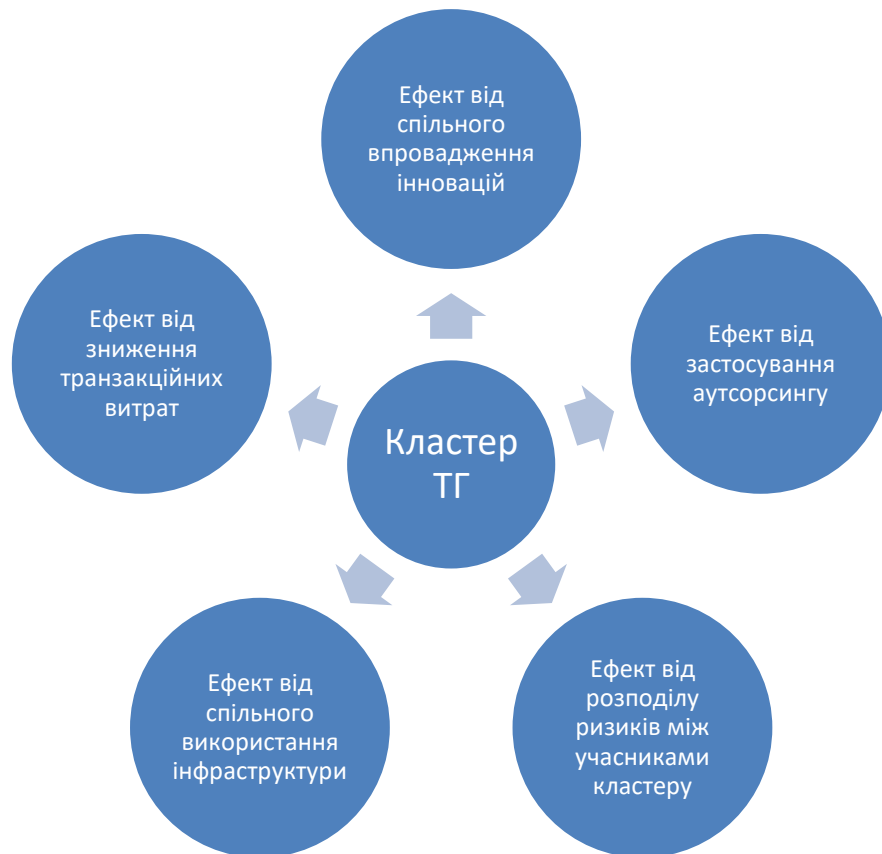 Ефект від
спільного
впровадження
інновацій
Ефект від
зниження
транзакційних
витрат
Ефект від
застосування
аутсорсингу
Кластер
ТГ
Ефект від
спільного
використання
інфраструктури
Ефект від
розподілу
ризиків між
учасниками
кластеру